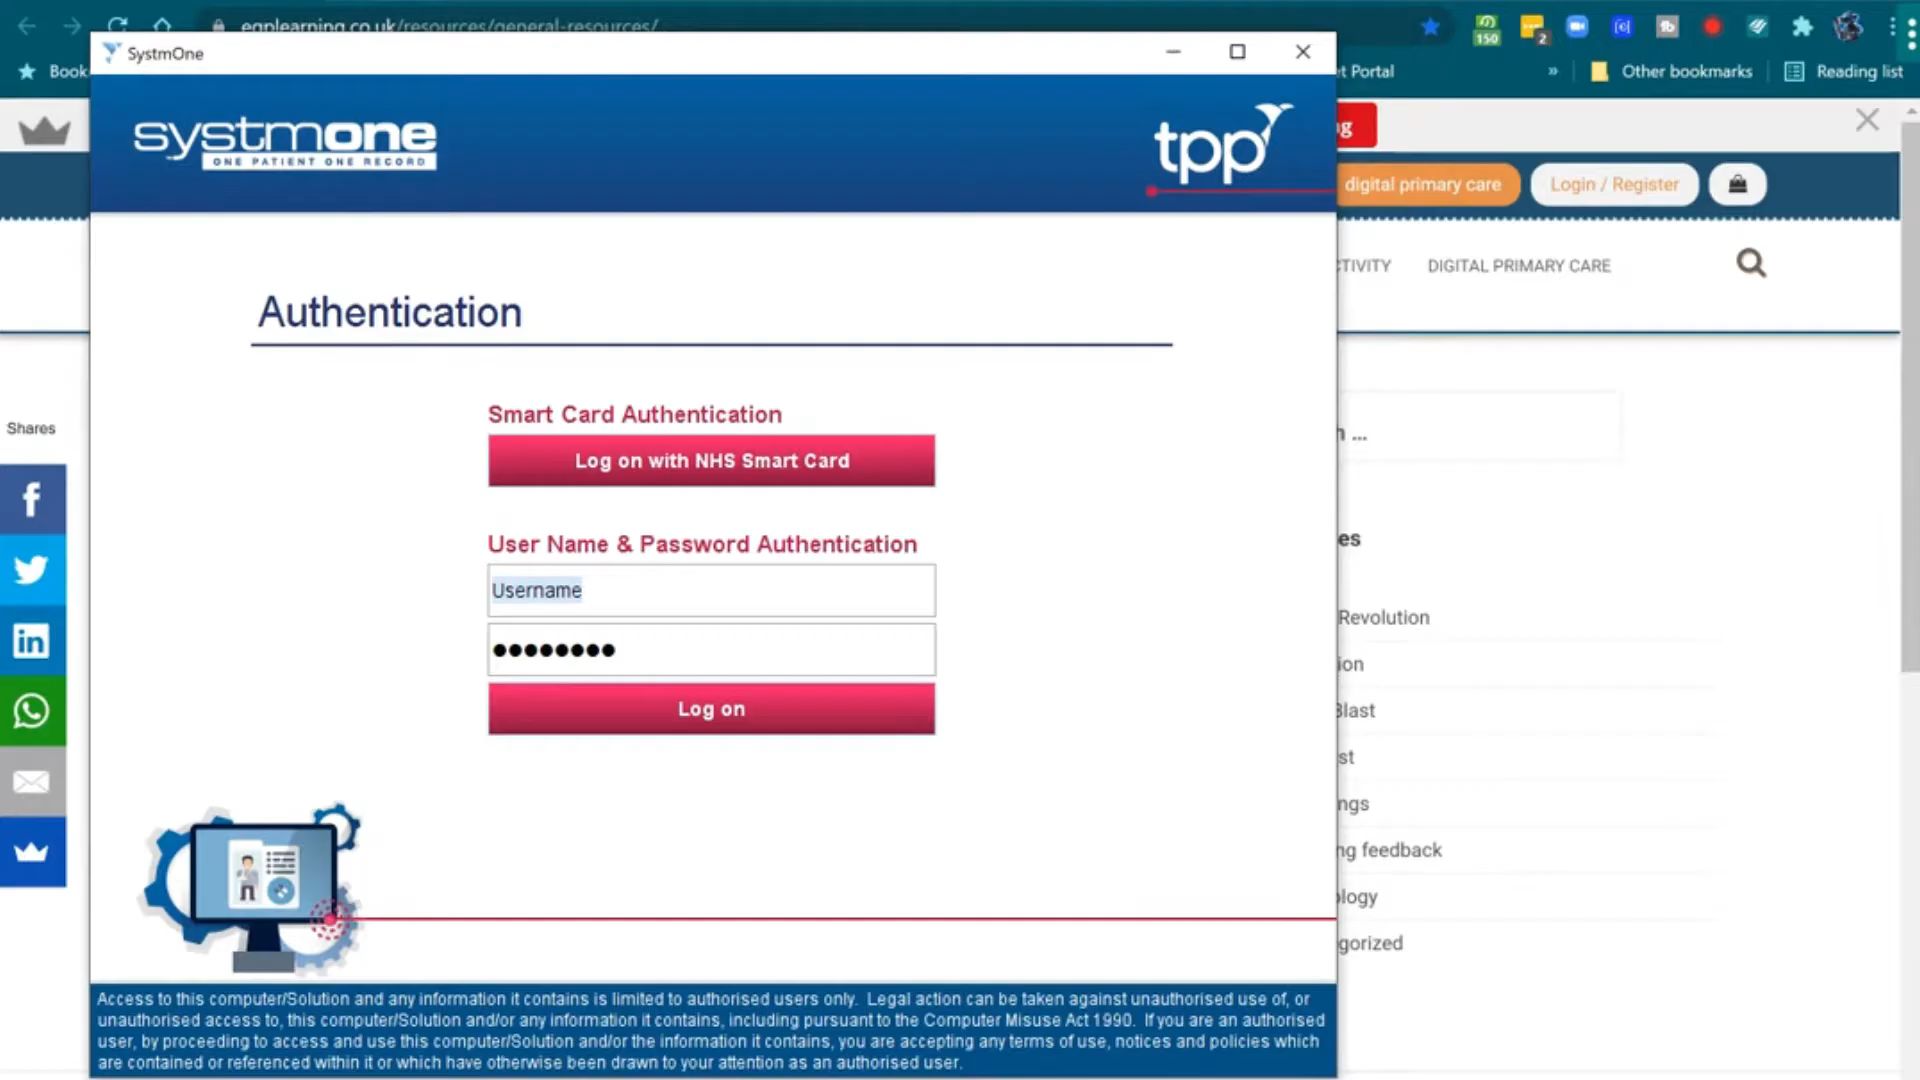 egplearning.co.uk/resources/general-resources/
150
2
SystmOne
Book
t Portal
»
Other bookmarks
Reading list
systmone
ONE PATIENT ONE RECORD
tpp
g
digital primary care
Login / Register
TIVITY
DIGITAL PRIMARY CARE
Authentication
Smart Card Authentication
Log on with NHS Smart Card
User Name & Password Authentication
Username
●●●●●●●●
Log on
Shares
...
es
Revolution
ion
Blast
st
ngs
ng feedback
ology
gorized
Access to this computer/Solution and any information it contains is limited to authorised users only. Legal action can be taken against unauthorised use of, or
unauthorised access to, this computer/Solution and/or any information it contains, including pursuant to the Computer Misuse Act 1990. If you are an authorised
user, by proceeding to access and use this computer/Solution and/or the information it contains, you are accepting any terms of use, notices and policies which
are contained or referenced within it or which have otherwise been drawn to your attention as an authorised user.